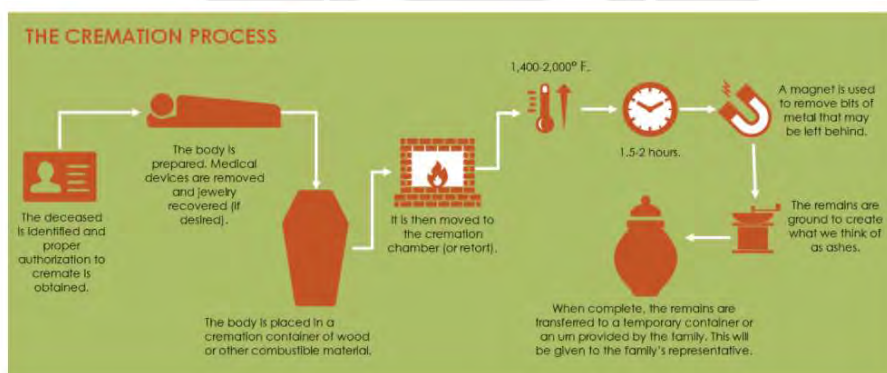 THE CREMATION PROCESS
The deceased
is identified and
proper
authorization to
cremate is
obtained.
The body is
prepared. Medical
devices are removed
and jewelry
recovered (if
desired).
The body is placed in a
cremation container of wood
or other combustible material.
It is then moved to
the cremation
chamber (or retort).
1,400-2,000° F.
1.5-2 hours.
A magnet is used
to remove bits of
metal that may
be left behind.
The remains are
ground to create
what we think of
as ashes.
When complete, the remains are
transferred to a temporary container or
an urn provided by the family. This will
be given to the family's representative.